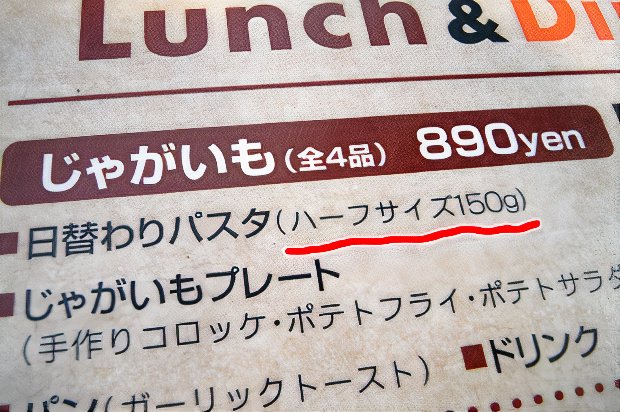 Lunch & Di
じゃがいも(全4品) 890yen
■日替わりパスタ(ハーフサイズ150g)
■じゃがいもプレート
(手作りコロッケ・ポテトフライ・ポテトサラダ
パン(ガーリックトースト) ■ドリンク